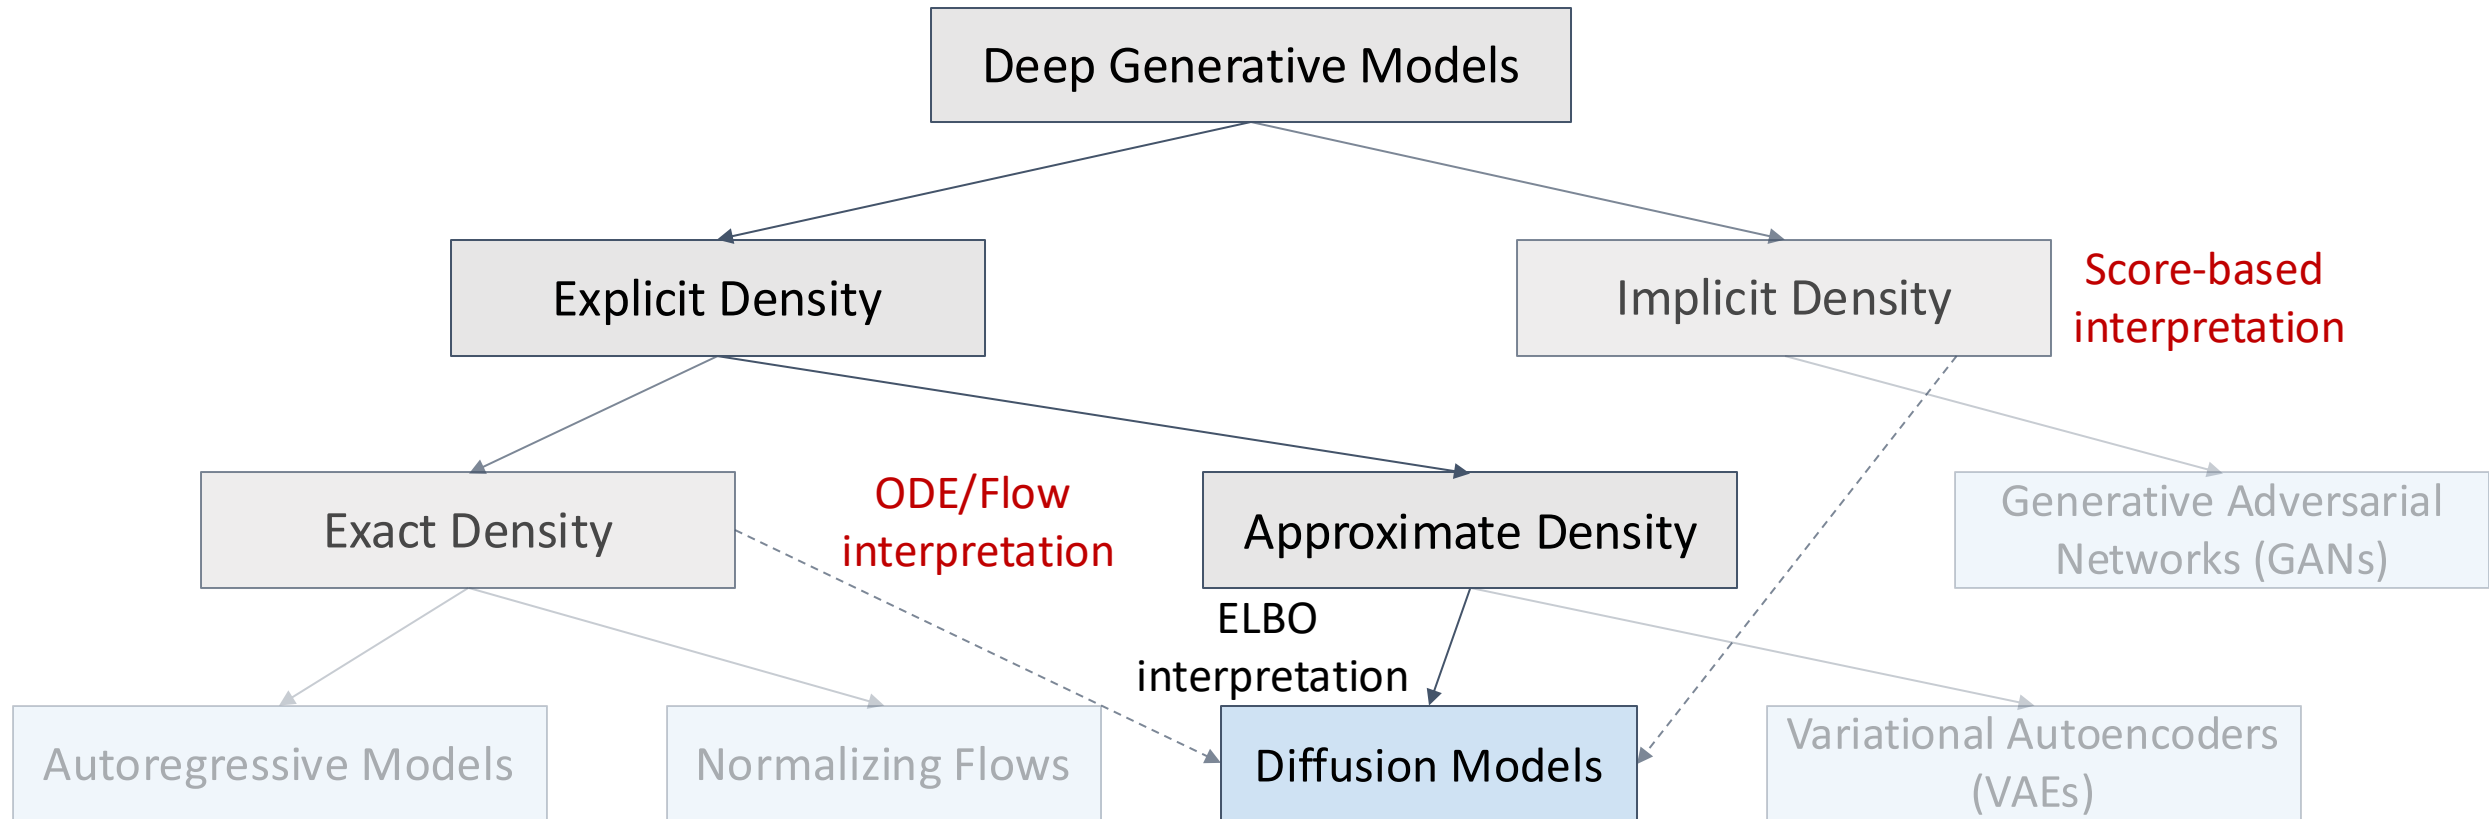 Deep Generative Models
Explicit Density
Implicit Density
Score-based
interpretation
Exact Density
ODE/Flow
interpretation
Approximate Density
Generative Adversarial
Networks (GANs)
ELBO
interpretation
Autoregressive Models
Normalizing Flows
Diffusion Models
Variational Autoencoders
(VAEs)